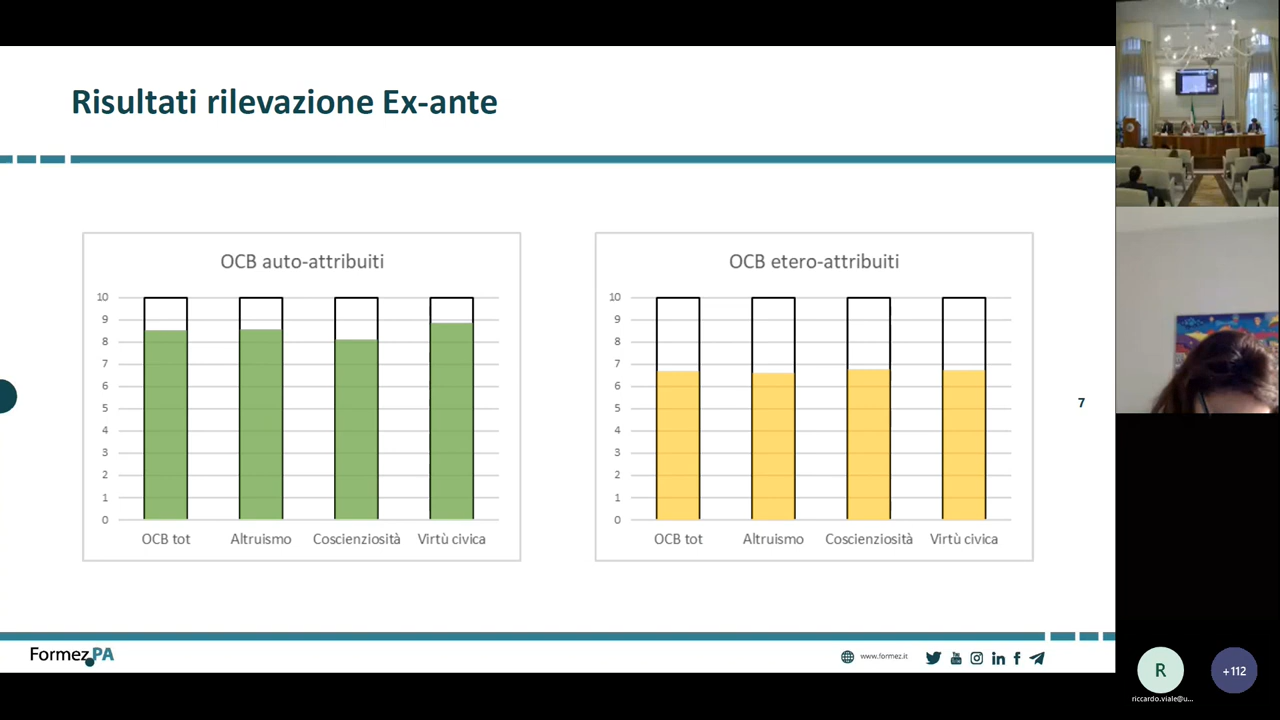 Risultati rilevazione Ex-ante
OCB auto-attribuiti
10
9
8
7
6
5
4
3
2
1
0
OCB tot Altruismo Coscienziosità Virtù civica
OCB etero-attribuiti
10
9
8
7
6
5
4
3
2
1
0
OCB tot Altruismo Coscienziosità Virtù civica
7
FormezPA
www.formez.it
R
riccardo.viale@u...
+112